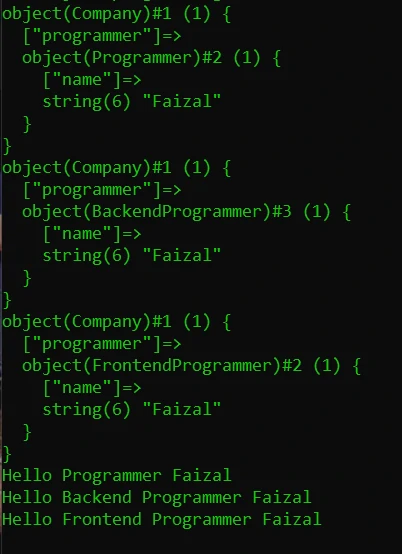 object(Company)#1 (1) {
  ["programmer"]=>
  object(Programmer)#2 (1) {
    ["name"]=>
    string(6) "Faizal"
  }
}
object(Company)#1 (1) {
  ["programmer"]=>
  object(BackendProgrammer)#3 (1) {
    ["name"]=>
    string(6) "Faizal"
  }
}
object(Company)#1 (1) {
  ["programmer"]=>
  object(FrontendProgrammer)#2 (1) {
    ["name"]=>
    string(6) "Faizal"
  }
}
Hello Programmer Faizal
Hello Backend Programmer Faizal
Hello Frontend Programmer Faizal